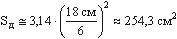 Sд ≅ 3,14 · (18 см / 6)² ≈ 254,3 см²